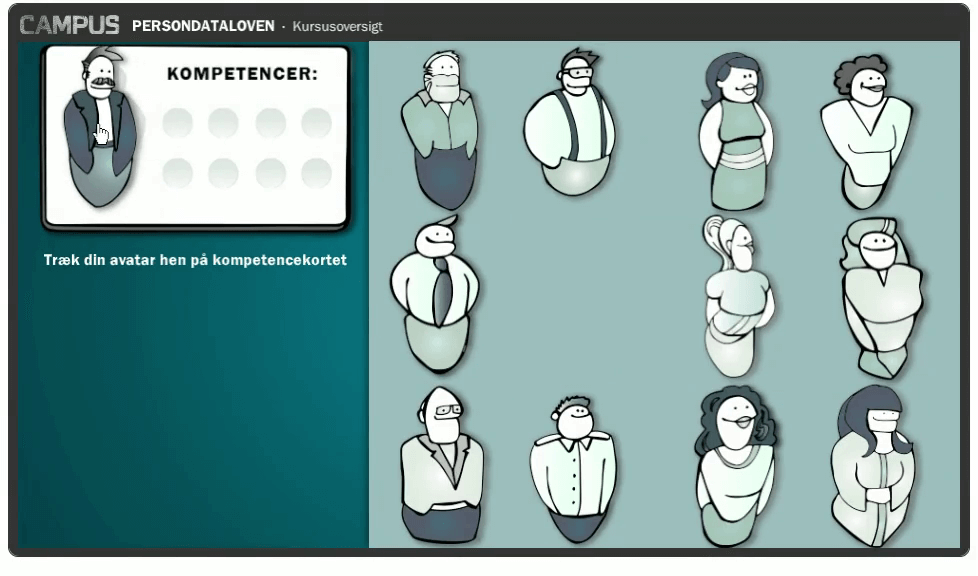 CAMPUS PERSONDATALOVEN · Kursusoversigt
KOMPETENCER:
Træk din avatar hen på kompetencekortet